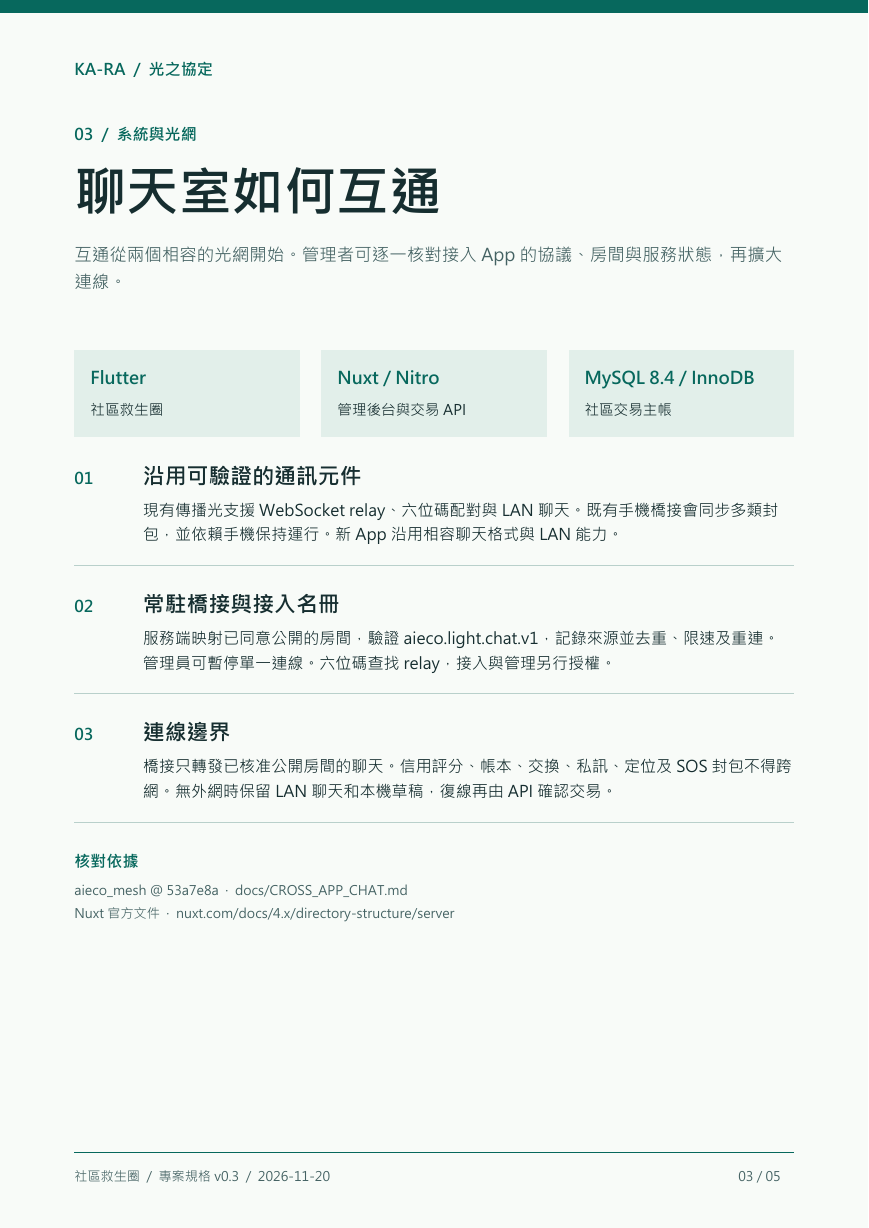 KA-RA / 光之協定
03 / 系統與光網
聊天室如何互通
互通從兩個相容的光網開始。管理者可逐一核對接入 App 的協議、房間與服務狀態，再擴大
連線。
Flutter
社區救生圈
Nuxt / Nitro
管理後台與交易 API
MySQL 8.4 / InnoDB
社區交易主帳
01
沿用可驗證的通訊元件
現有傳播光支援 WebSocket relay、六位碼配對與 LAN 聊天。既有手機橋接會同步多類封
包，並依賴手機保持運行。新 App 沿用相容聊天格式與 LAN 能力。
02
常駐橋接與接入名冊
服務端映射已同意公開的房間，驗證 aieco.light.chat.v1，記錄來源並去重、限速及重連。
管理員可暫停單一連線。六位碼查找 relay，接入與管理另行授權。
03
連線邊界
橋接只轉發已核准公開房間的聊天。信用評分、帳本、交換、私訊、定位及 SOS 封包不得跨
網。無外網時保留 LAN 聊天和本機草稿，復線再由 API 確認交易。
核對依據
aieco_mesh @ 53a7e8a · docs/CROSS_APP_CHAT.md
Nuxt 官方文件 · nuxt.com/docs/4.x/directory-structure/server
社區救生圈 / 專案規格 v0.3 / 2026-11-20
03 / 05